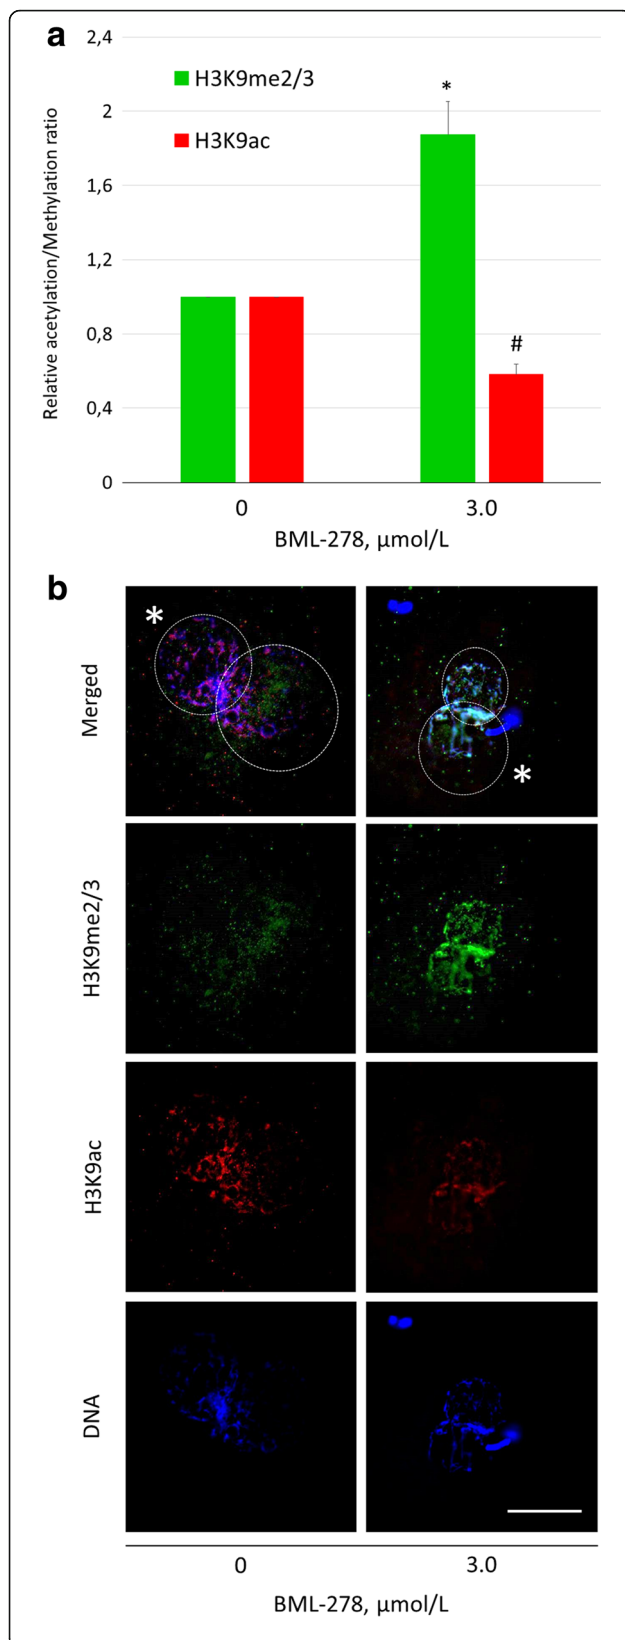 a
Relative acetylation/Methylation ratio
2,4
2
1,6
1,2
0,8
0,4
0
H3K9me2/3
H3K9ac
*
#
0
3.0
BML-278, µmol/L
b
Merged
*
*
H3K9me2/3
H3K9ac
DNA
0
3.0
BML-278, µmol/L